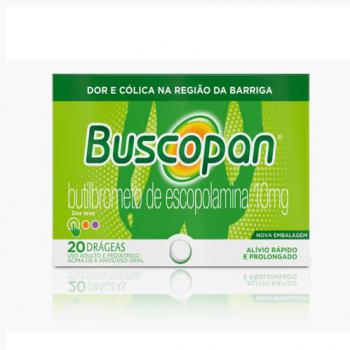 DOR E CÓLICA NA REGIÃO DA BARRIGA
Buscopan®
butilbrometo de escopolamina 10mg
Dor leve
NOVA EMBALAGEM
20 DRÁGEAS
USO ADULTO E PEDIÁTRICO
ACIMA DE 6 ANOS/USO ORAL
ALÍVIO RÁPIDO
E PROLONGADO